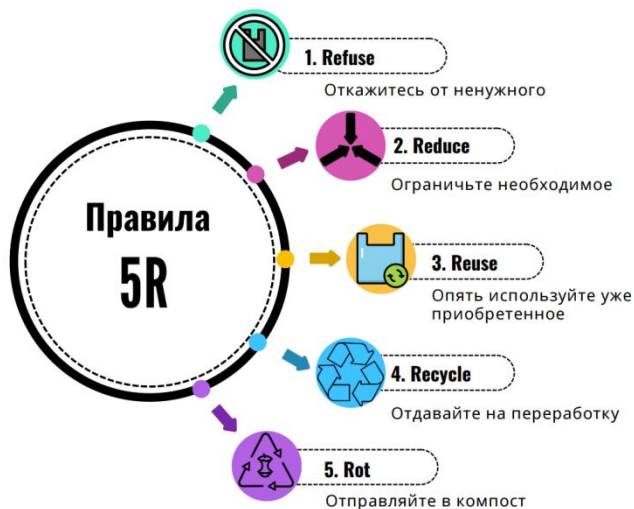 Правила
5R
1. Refuse
Откажитесь от ненужного
2. Reduce
Ограничьте необходимое
3. Reuse
Опять используйте уже
приобретенное
4. Recycle
Отдавайте на переработку
5. Rot
Отправляйте в компост